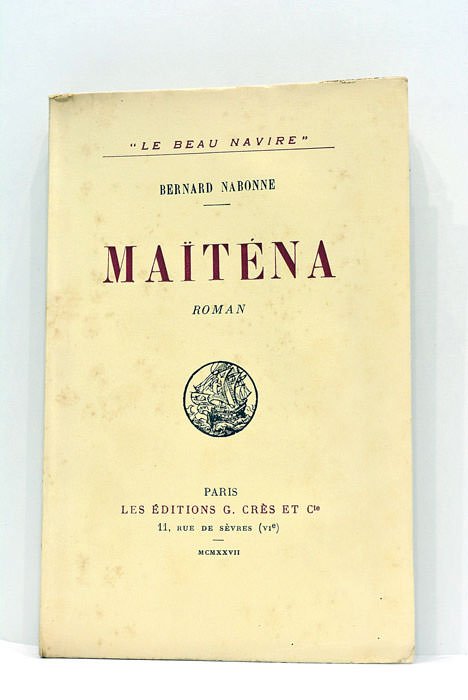 "LE BEAU NAVIRE"
BERNARD NABONNE
MAÏTÉNA
ROMAN
PARIS
LES ÉDITIONS G. CRÈS ET Cie
11, RUE DE SÈVRES (VIe)
MCMXXVII